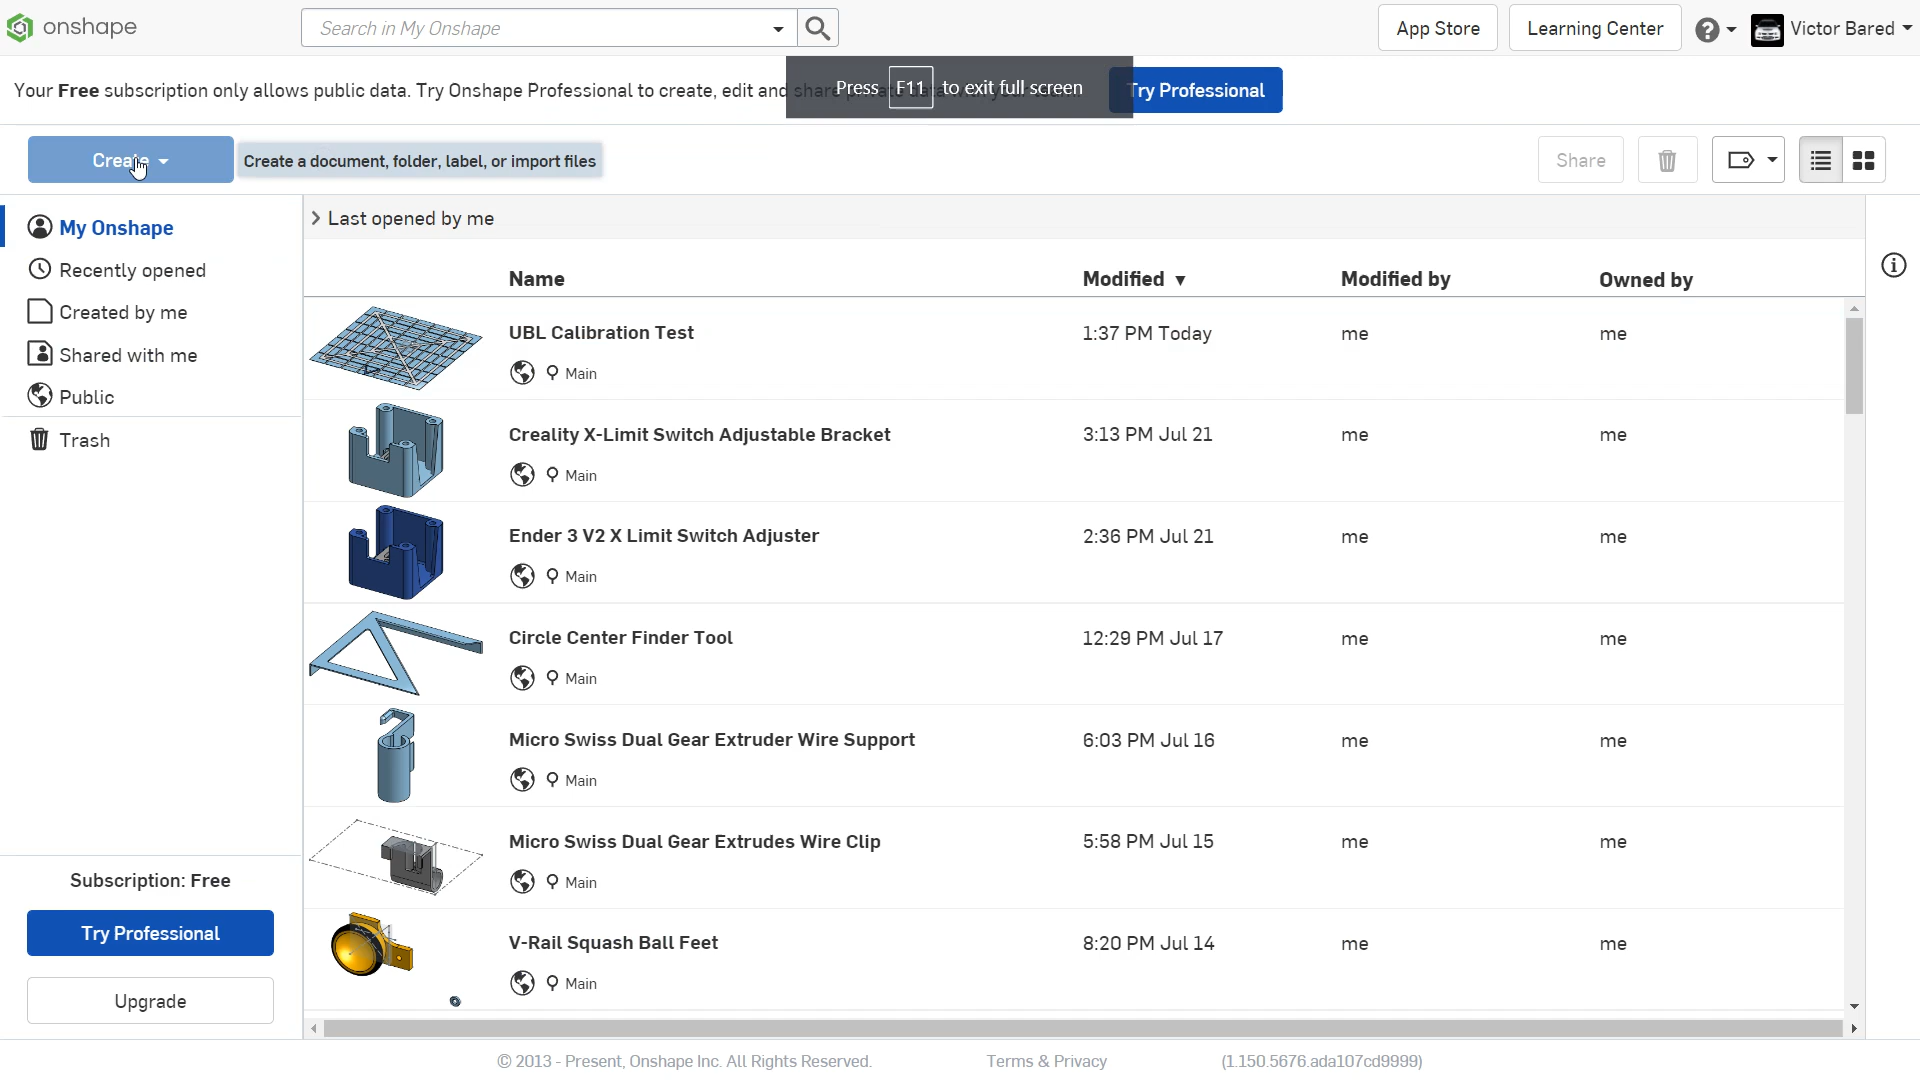 onshape
Search in My Onshape
App Store
Learning Center
Victor Bared
Your Free subscription only allows public data. Try Onshape Professional to create, edit and share private data
Press F11 to exit full screen
Try Professional
Create
Create a document, folder, label, or import files
Share
My Onshape
Recently opened
Created by me
Shared with me
Public
Trash
Last opened by me
Name Modified Modified by Owned by
UBL Calibration Test 1:37 PM Today me me
Main
Creality X-Limit Switch Adjustable Bracket 3:13 PM Jul 21 me me
Main
Ender 3 V2 X Limit Switch Adjuster 2:36 PM Jul 21 me me
Main
Circle Center Finder Tool 12:29 PM Jul 17 me me
Main
Micro Swiss Dual Gear Extruder Wire Support 6:03 PM Jul 16 me me
Main
Micro Swiss Dual Gear Extrudes Wire Clip 5:58 PM Jul 15 me me
Main
V-Rail Squash Ball Feet 8:20 PM Jul 14 me me
Main
Subscription: Free
Try Professional
Upgrade
© 2013 - Present, Onshape Inc. All Rights Reserved.
Terms & Privacy
(1.150.5676.ada107cd9999)